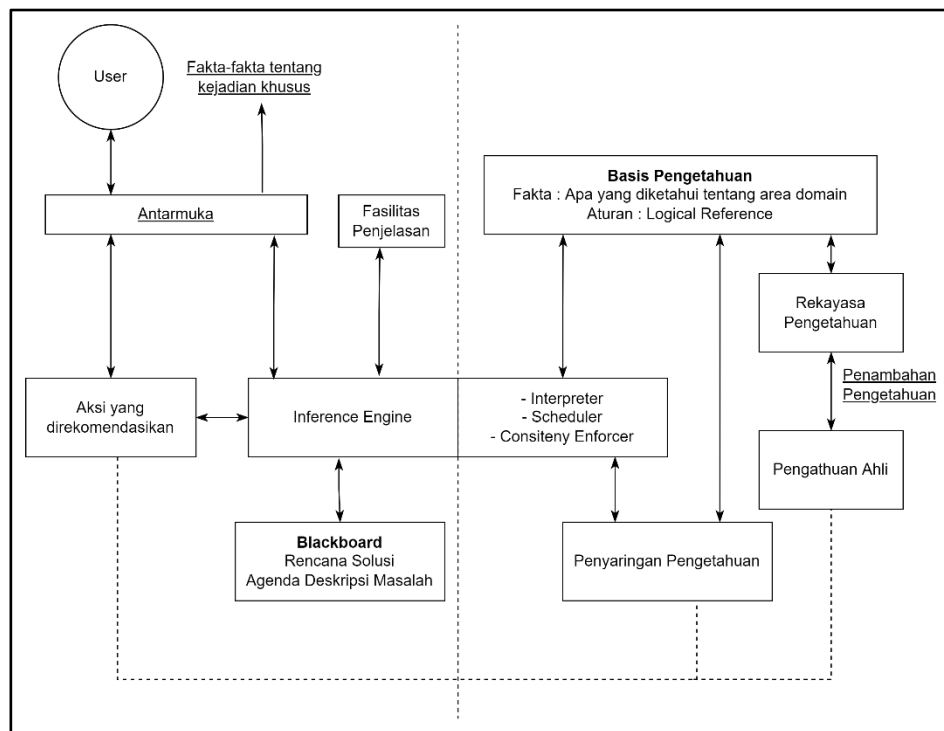 User
Fakta-fakta tentang
kejadian khusus
Antarmuka
Fasilitas
Penjelasan
Basis Pengetahuan
Fakta : Apa yang diketahui tentang area domain
Aturan : Logical Reference
Rekayasa
Pengetahuan
Penambahan
Pengetahuan
Aksi yang
direkomendasikan
Inference Engine
- Interpreter
- Scheduler
- Consiteny Enforcer
Pengathuan Ahli
Blackboard
Rencana Solusi
Agenda Deskripsi Masalah
Penyaringan Pengetahuan